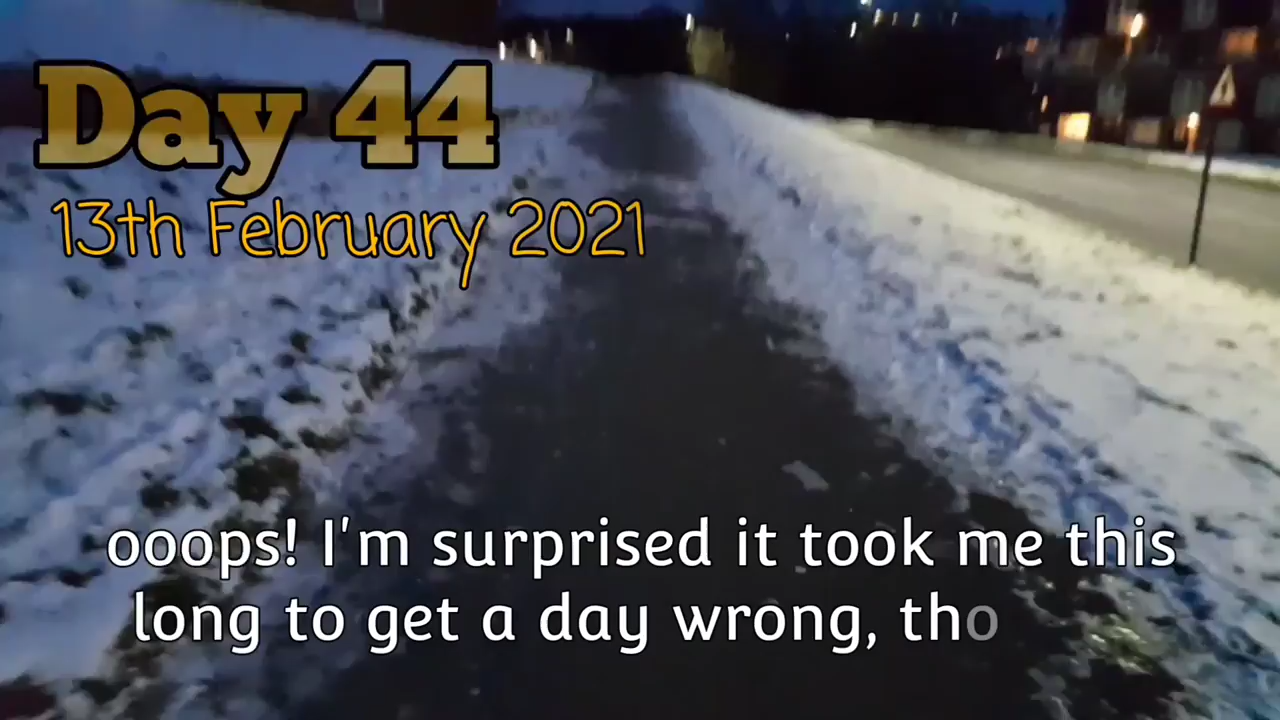 Day 44
13th February 2021
ooops! I'm surprised it took me this
long to get a day wrong, tho